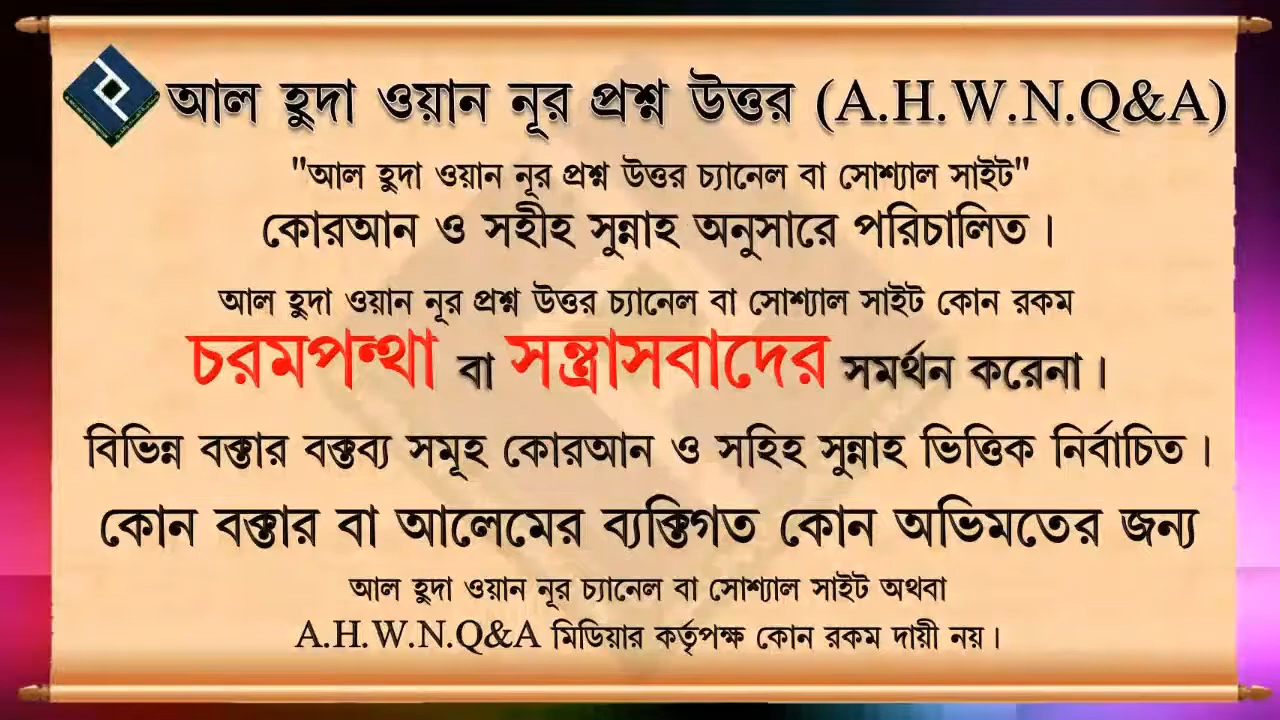 আল হুদা ওয়ান নূর প্রশ্ন উত্তর (A.H.W.N.Q&A)
"আল হুদা ওয়ান নূর প্রশ্ন উত্তর চ্যানেল বা সোশ্যাল সাইট"
কোরআন ও সহীহ সুন্নাহ অনুসারে পরিচালিত।
আল হুদা ওয়ান নূর প্রশ্ন উত্তর চ্যানেল বা সোশ্যাল সাইট কোন রকম
চরমপন্থা বা সন্ত্রাসবাদের সমর্থন করেনা।
বিভিন্ন বক্তার বক্তব্য সমূহ কোরআন ও সহিহ সুন্নাহ ভিত্তিক নির্বাচিত।
কোন বক্তার বা আলেমের ব্যক্তিগত কোন অভিমতের জন্য
আল হুদা ওয়ান নূর চ্যানেল বা সোশ্যাল সাইট অথবা
A.H.W.N.Q&A মিডিয়ার কর্তৃপক্ষ কোন রকম দায়ী নয়।